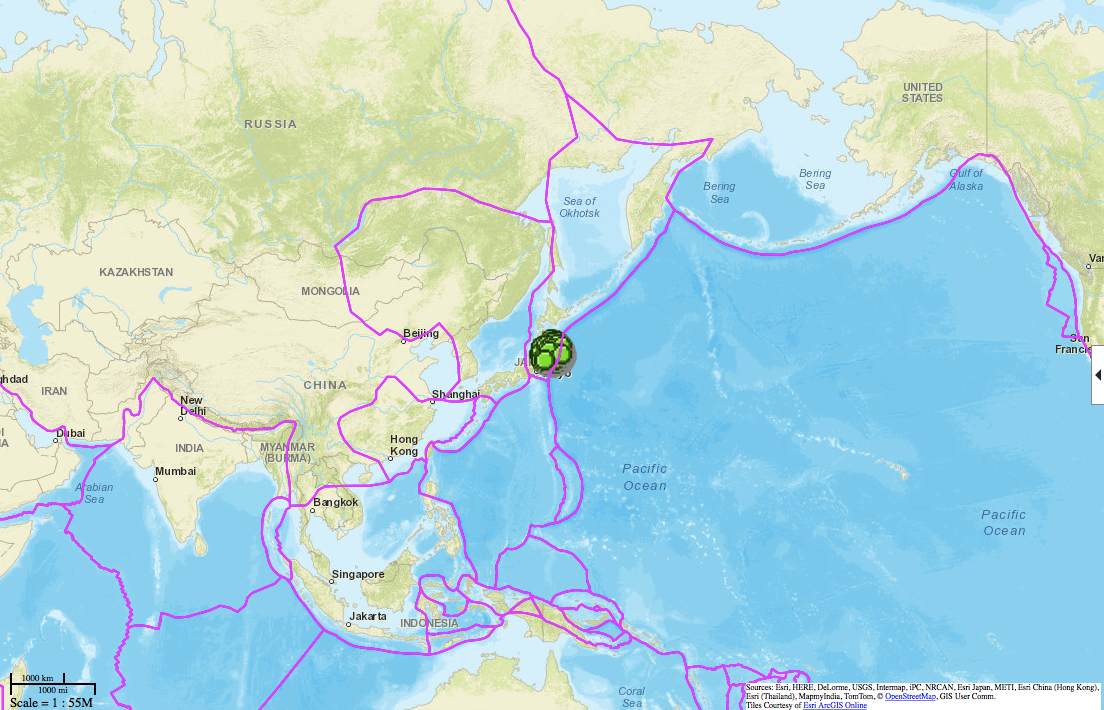 RUSSIA
UNITED
STATES
Bering
Sea
Bering
Sea
Gulf of
Alaska
Sea of
Okhotsk
KAZAKHSTAN
MONGOLIA
Beijing
Van
San
Francis
JA
CHINA
Shanghai
ghdad
IRAN
New
Delhi
Dubai
INDIA
MYANMAR
(BURMA)
Hong
Kong
Mumbai
Arabian
Sea
Bangkok
Pacific
Ocean
Pacific
Ocean
Singapore
Jakarta
INDONESIA
Coral
Sea
1000 km
1000 mi
Scale = 1 : 55M
Sources: Esri, HERE, DeLorme, USGS, Intermap, iPC, NRCAN, Esri Japan, METI, Esri China (Hong Kong),
Esri (Thailand), MapmyIndia, TomTom, © OpenStreetMap, GIS User Comm.
Tiles Courtesy of Esri ArcGIS Online